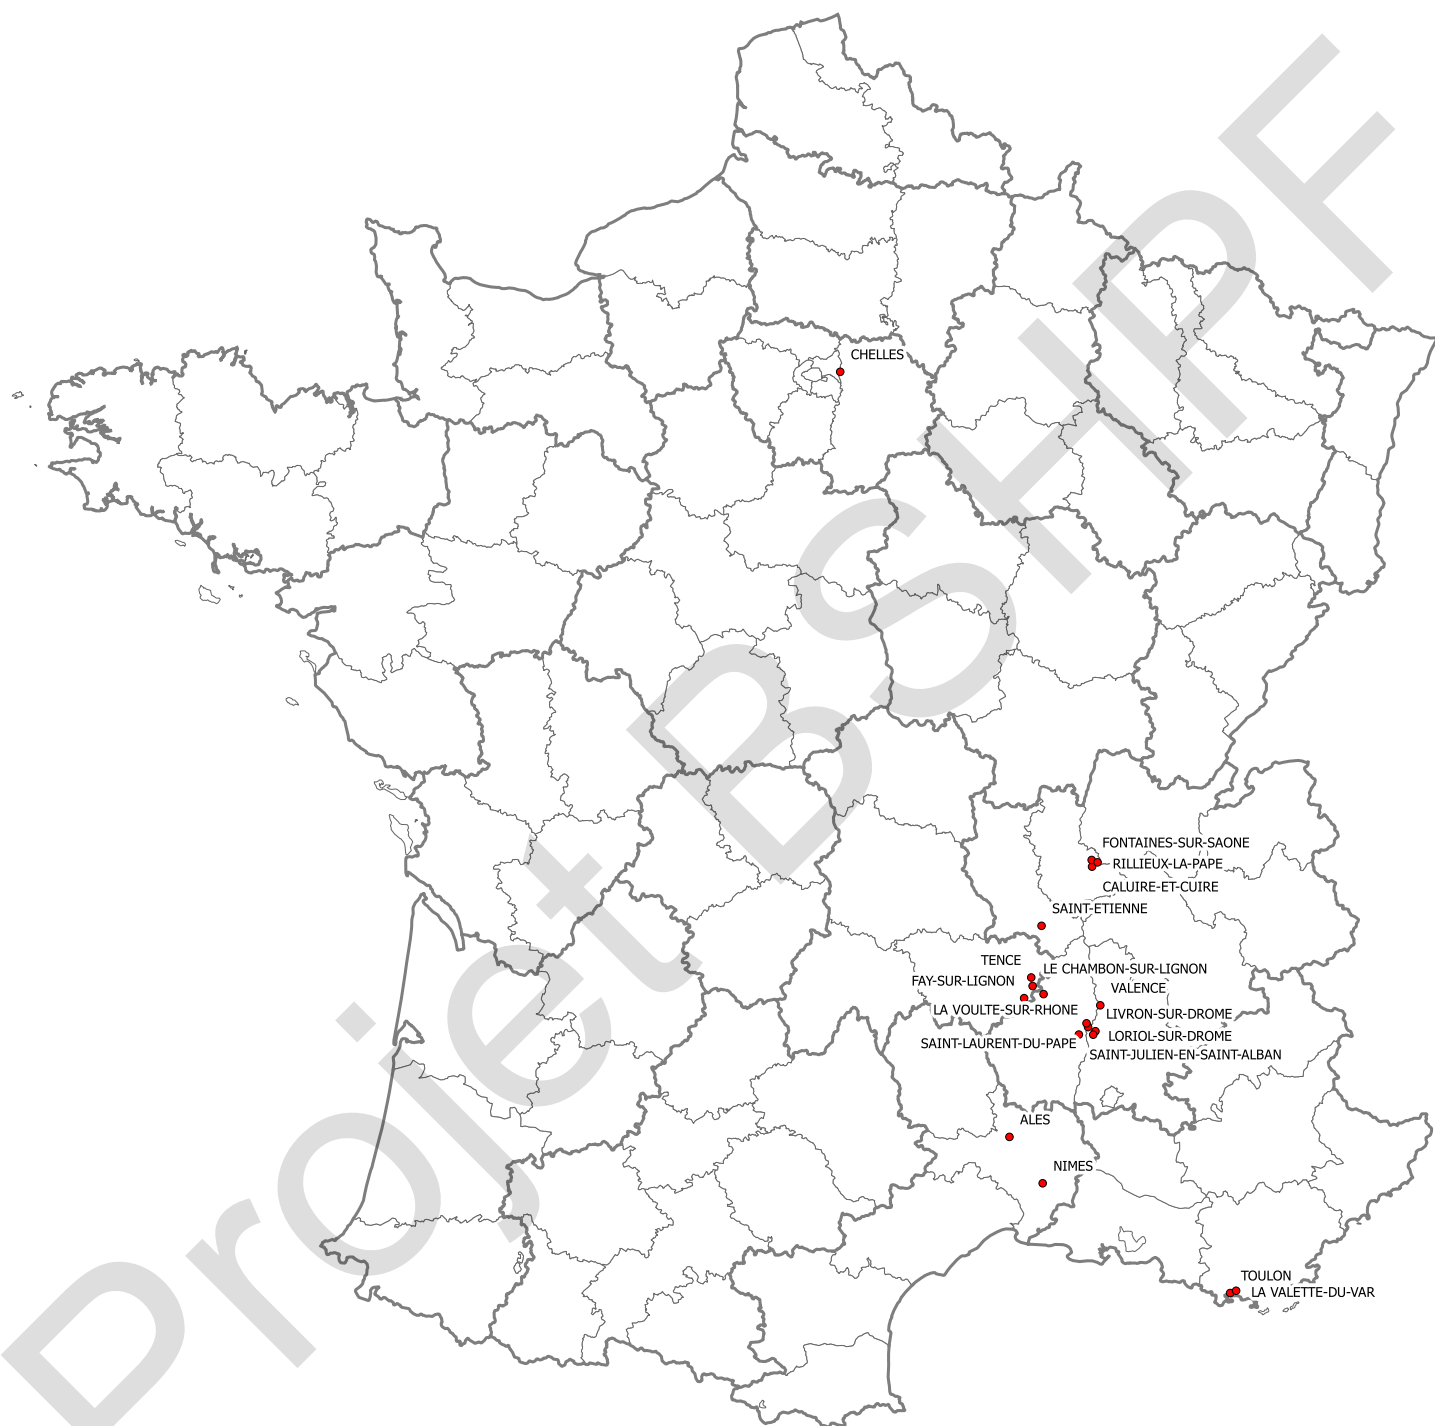 CHELLES
FONTAINES-SUR-SAONE
RILLIEUX-LA-PAPE
CALUIRE-ET-CUIRE
SAINT-ETIENNE
TENCE
LE CHAMBON-SUR-LIGNON
FAY-SUR-LIGNON
VALENCE
LA VOULTE-SUR-RHONE
LIVRON-SUR-DROME
LORIOL-SUR-DROME
SAINT-LAURENT-DU-PAPE
SAINT-JULIEN-EN-SAINT-ALBAN
ALES
NIMES
TOULON
LA VALETTE-DU-VAR
Projet BSHPF